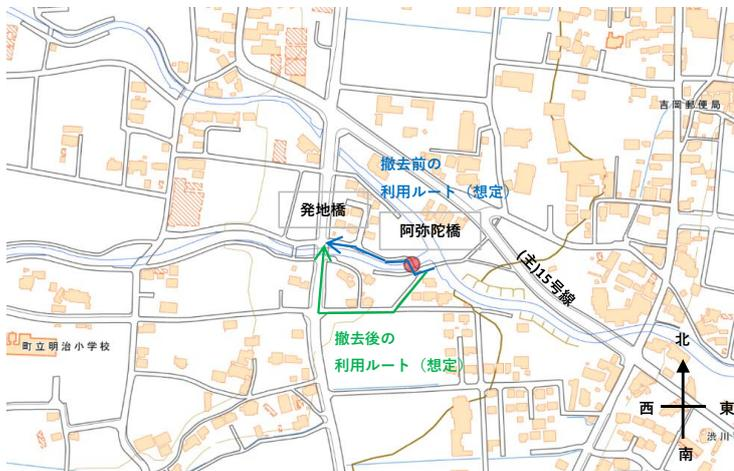 吉岡郵便局
撤去前の
利用ルート（想定）
発地橋
阿弥陀橋
(主)15号線
撤去後の
利用ルート（想定）
町立明治小学校
北
西
東
南
渋川